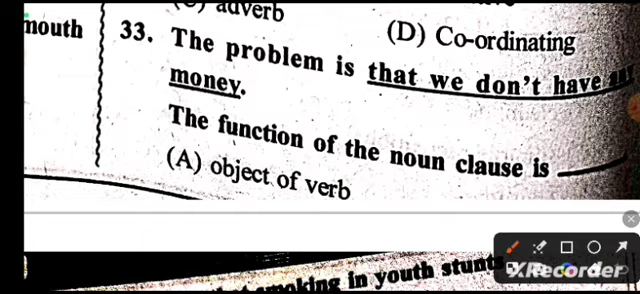 adverb
(D) Co-ordinating
mouth
33. The problem is that we don't have any
money.
The function of the noun clause is
(A) object of verb
smoking in youth stunts
XRecorder